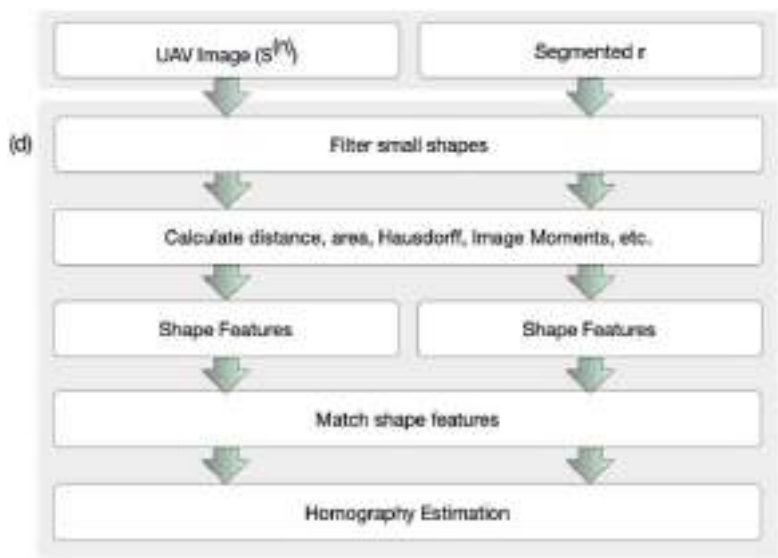 UAV Image (S⁽ⁿ⁾)
Segmented r
(d)
Filter small shapes
Calculate distance, area, Hausdorff, Image Moments, etc.
Shape Features
Shape Features
Match shape features
Homography Estimation